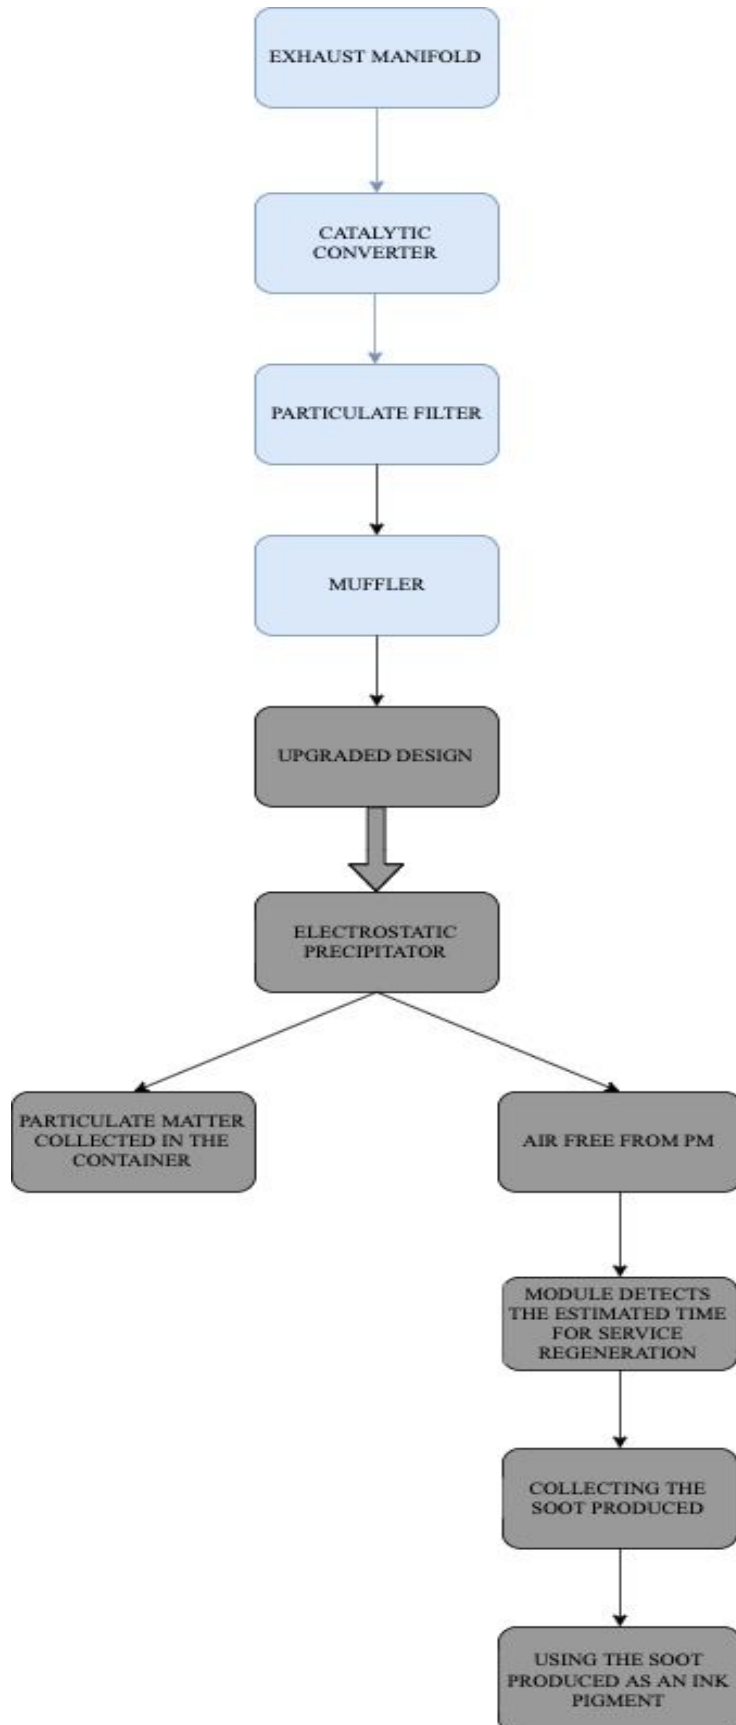 EXHAUST MANIFOLD
CATALYTIC
CONVERTER
PARTICULATE FILTER
MUFFLER
UPGRADED DESIGN
ELECTROSTATIC
PRECIPITATOR
PARTICULATE MATTER
COLLECTED IN THE
CONTAINER
AIR FREE FROM PM
MODULE DETECTS
THE ESTIMATED TIME
FOR SERVICE
REGENERATION
COLLECTING THE
SOOT PRODUCED
USING THE SOOT
PRODUCED AS AN INK
PIGMENT